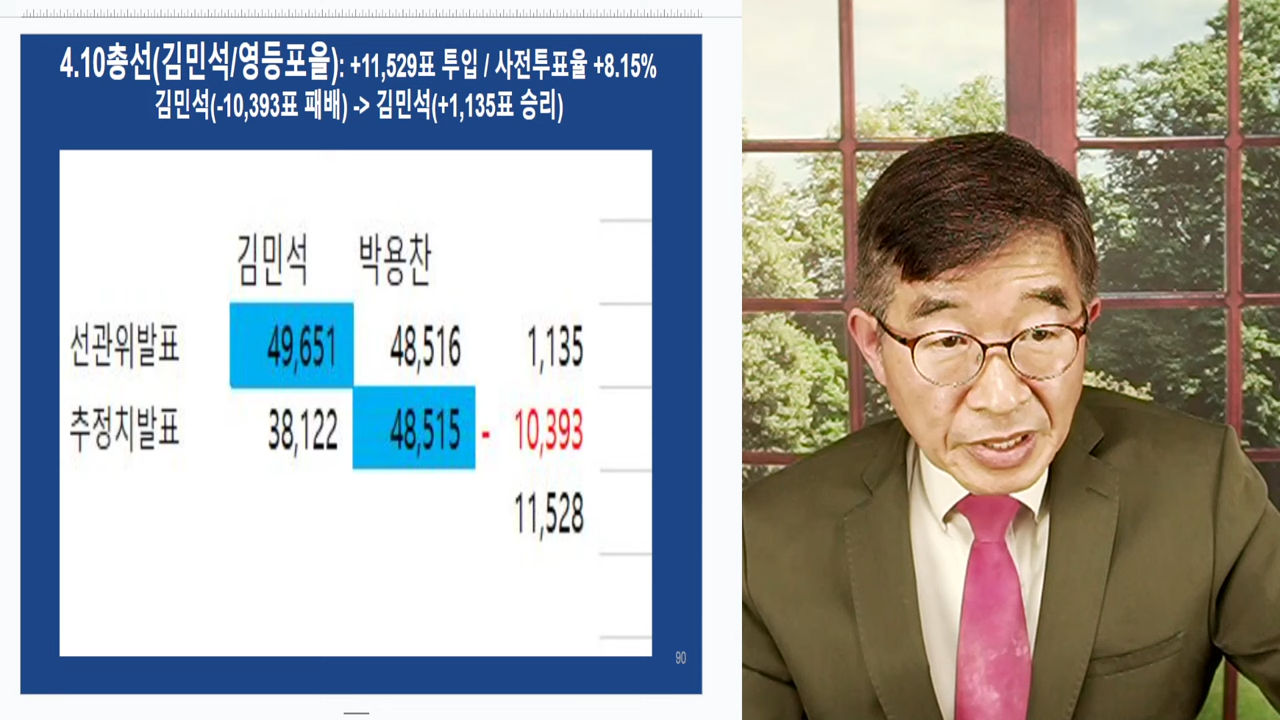 4.10총선(김민석/영등포을): +11,529표 투입 / 사전투표율 +8.15%
김민석(-10,393표 패배) -> 김민석(+1,135표 승리)
김민석 박용찬
선관위발표 49,651 48,516 1,135
추정치발표 38,122 48,515 - 10,393
11,528
90